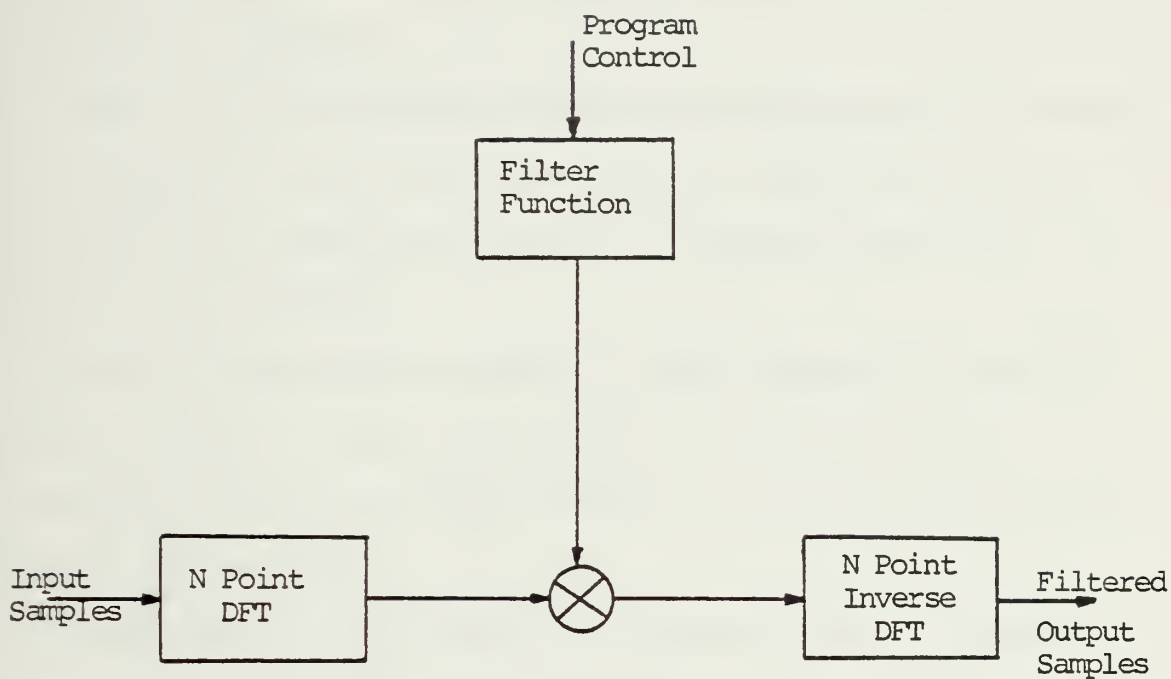 Program
Control
Filter
Function
Input
Samples
N Point
DFT
N Point
Inverse
DFT
Filtered
Output
Samples